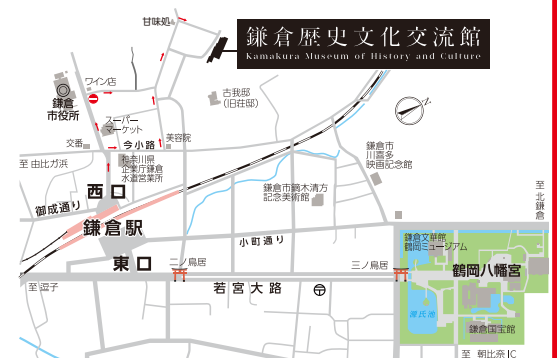 甘味処
鎌倉歴史文化交流館
Kamakura Museum of History and Culture
ワイン店
鎌倉
市役所
古我邸
(旧荘邸)
N
スーパー
マーケット
交番
今小路
美容院
至 由比ガ浜
神奈川県
企業庁鎌倉
水道営業所
鎌倉市
川喜多
映画記念館
西口
御成通り
鎌倉市鏑木清方
記念美術館
至 北鎌倉
鎌倉駅
小町通り
鎌倉文華館
鶴岡ミュージアム
東口
二ノ鳥居
三ノ鳥居
鶴岡八幡宮
至 逗子
若宮大路
源氏池
鎌倉国宝館
至 朝比奈IC